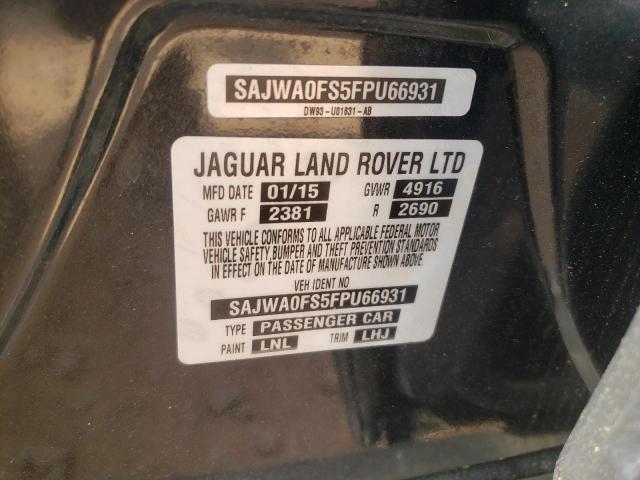 SAJWA0FS5FPU66931
DW93-U01631-AB
JAGUAR LAND ROVER LTD
MFD DATE 01/15 GVWR 4916
GAWR F 2381 R 2690
THIS VEHICLE CONFORMS TO ALL APPLICABLE FEDERAL MOTOR
VEHICLE SAFETY,BUMPER AND THEFT PREVENTION STANDARDS
IN EFFECT ON THE DATE OF MANUFACTURE SHOWN ABOVE.
VEH IDENT NO
SAJWA0FS5FPU66931
TYPE PASSENGER CAR
PAINT LNL TRIM LHJ